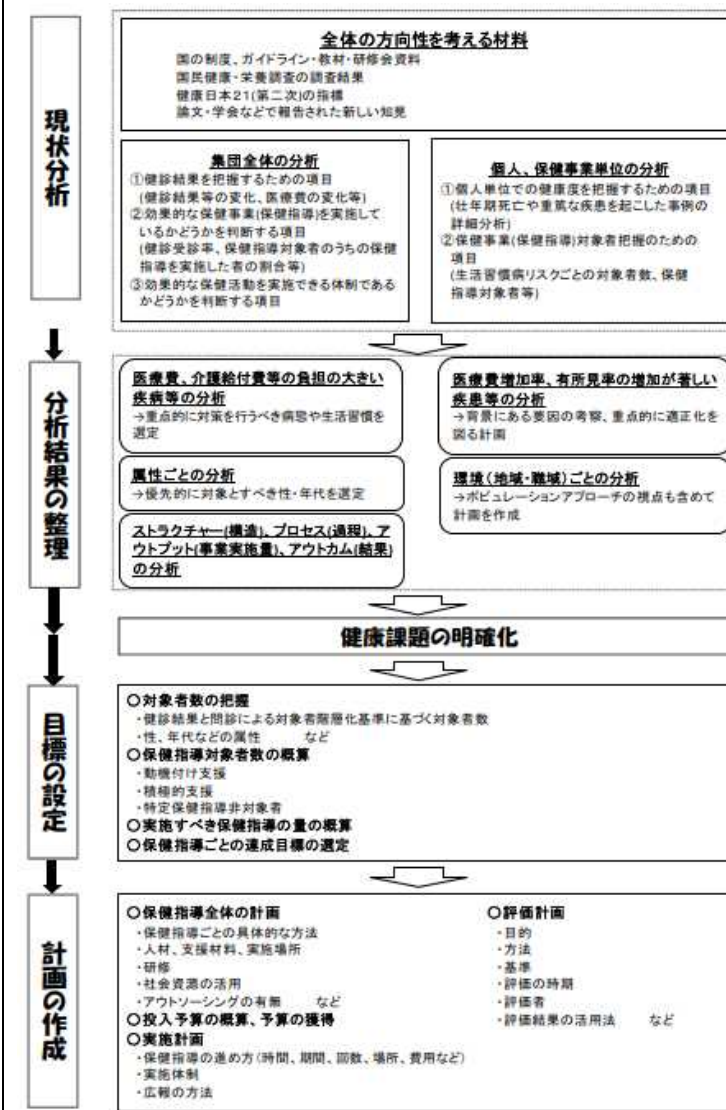 現状分析
全体の方向性を考える材料
国の制度、ガイドライン・教材・研修会資料
国民健康・栄養調査の調査結果
健康日本21(第二次)の指標
論文・学会などで報告された新しい知見
集団全体の分析
①健診結果を把握するための項目
(健診結果等の変化、医療費の変化等)
②効果的な保健事業(保健指導)を実施して
いるかどうかを判断する項目
(健診受診率、保健指導対象者のうちの保健
指導を実施した者の割合等)
③効果的な保健活動を実施できる体制である
かどうかを判断する項目
個人、保健事業単位の分析
①個人単位での健康度を把握するための項目
(壮年期死亡や重篤な疾患を起こした事例の
詳細分析)
②保健事業(保健指導)対象者把握のための
項目
(生活習慣病リスクごとの対象者数、保健
指導対象者等)
分析結果の整理
医療費、介護給付費等の負担の大きい
疾病等の分析
→重点的に対策を行うべき病態や生活習慣を
選定
属性ごとの分析
→優先的に対象とすべき性・年代を選定
ストラクチャー(構造)、プロセス(過程)、ア
ウトプット(事業実施量)、アウトカム(結果)
の分析
医療費増加率、有所見率の増加が著しい
疾患等の分析
→背景にある要因の考察、重点的に適正化を
図る計画
環境(地域・職域)ごとの分析
→ポピュレーションアプローチの視点も含めて
計画を作成
健康課題の明確化
目標の設定
○対象者数の把握
・健診結果と問診による対象者階層化基準に基づく対象者数
・性、年代などの属性 など
○保健指導対象者数の概算
・動機付け支援
・積極的支援
・特定保健指導非対象者
○実施すべき保健指導の量の概算
○保健指導ごとの達成目標の選定
計画の作成
○保健指導全体の計画
・保健指導ごとの具体的な方法
・人材、支援材料、実施場所
・研修
・社会資源の活用
・アウトソーシングの有無 など
○投入予算の概算、予算の獲得
○実施計画
・保健指導の進め方(時間、期間、回数、場所、費用など)
・実施体制
・広報の方法
○評価計画
・目的
・方法
・基準
・評価の時期
・評価者
・評価結果の活用法 など